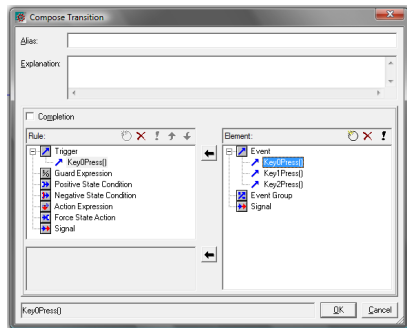 Compose Transition
Alias:
Explanation:
Completion
Rule:
Trigger
Key0Press()
Guard Expression
Positive State Condition
Negative State Condition
Action Expression
Force State Action
Signal
Element:
Event
Key0Press()
Key1Press()
Key2Press()
Event Group
Signal
Key0Press()
OK
Cancel